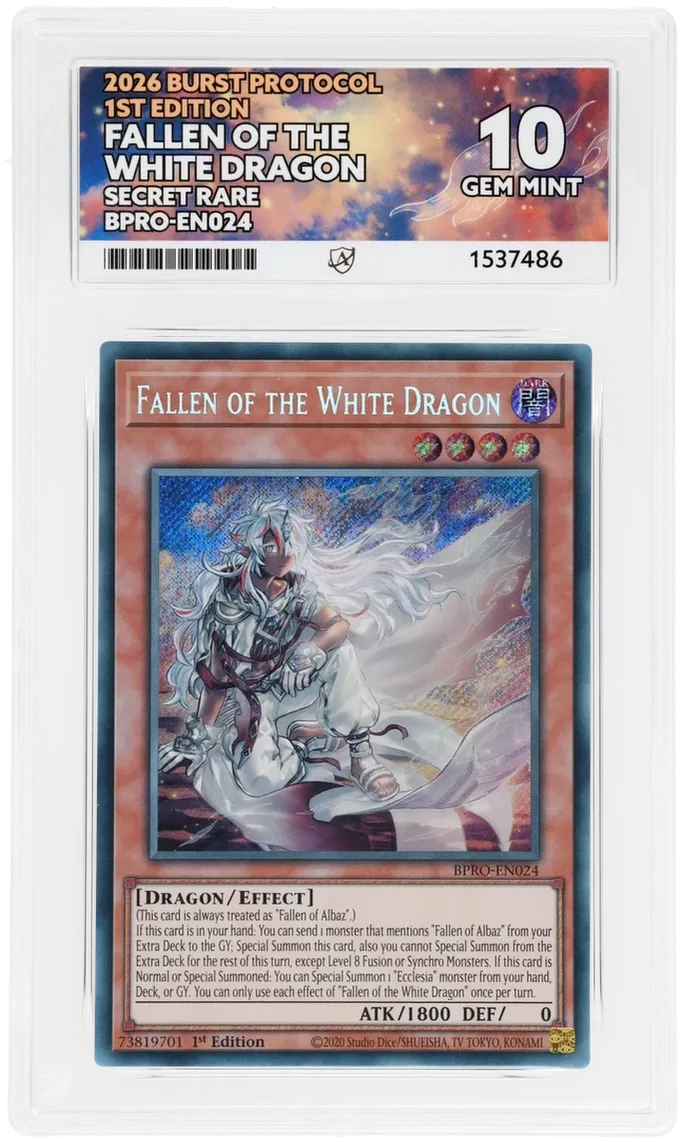 2026 BURST PROTOCOL
1ST EDITION
FALLEN OF THE
WHITE DRAGON
SECRET RARE
BPRO-EN024
10
GEM MINT
1537486
FALLEN OF THE WHITE DRAGON
DARK
闇
BPRO-EN024
[DRAGON/EFFECT]
(This card is always treated as "Fallen of Albaz".)
If this card is in your hand: You can send 1 monster that mentions "Fallen of Albaz" from your
Extra Deck to the GY; Special Summon this card, also you cannot Special Summon from the
Extra Deck for the rest of this turn, except Level 8 Fusion or Synchro Monsters. If this card is
Normal or Special Summoned: You can Special Summon 1 "Ecclesia" monster from your hand,
Deck, or GY. You can only use each effect of "Fallen of the White Dragon" once per turn.
ATK/1800 DEF/ 0
73819701 1st Edition ©2020 Studio Dice/SHUEISHA, TV TOKYO, KONAMI